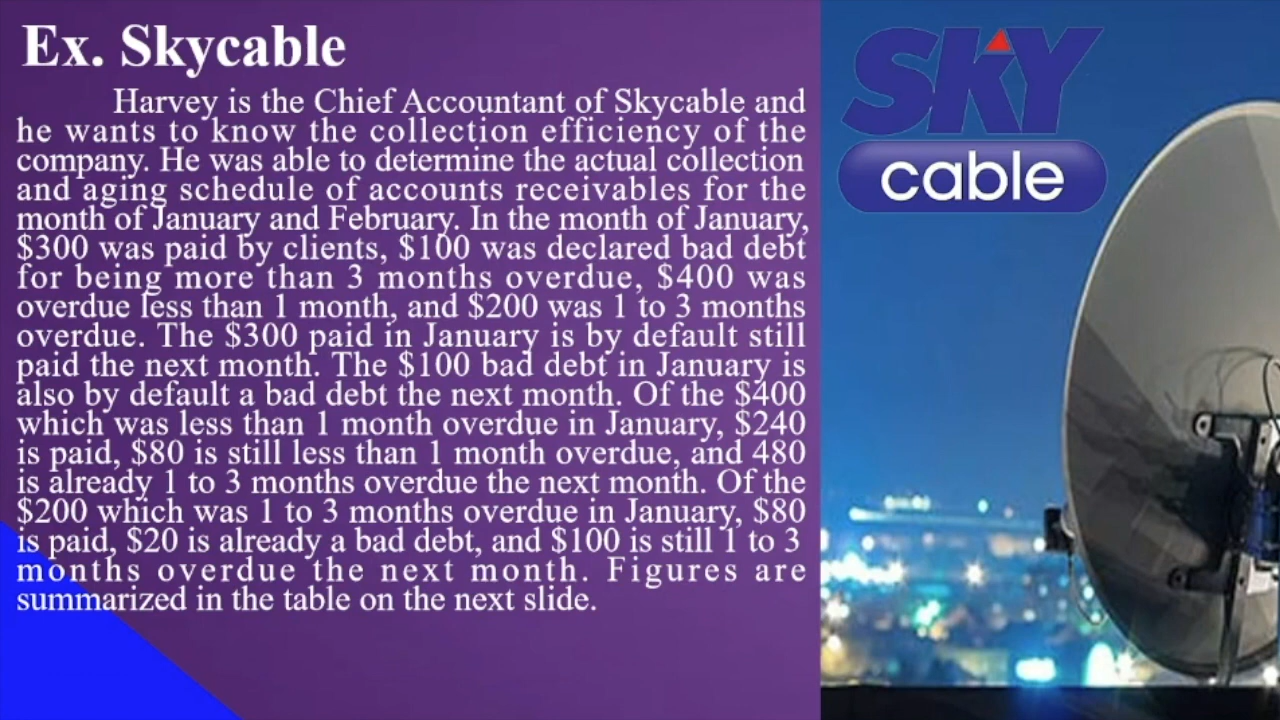 Ex. Skycable
Harvey is the Chief Accountant of Skycable and
he wants to know the collection efficiency of the
company. He was able to determine the actual collection
and aging schedule of accounts receivables for the
month of January and February. In the month of January,
$300 was paid by clients, $100 was declared bad debt
for being more than 3 months overdue, $400 was
overdue less than 1 month, and $200 was 1 to 3 months
overdue. The $300 paid in January is by default still
paid the next month. The $100 bad debt in January is
also by default a bad debt the next month. Of the $400
which was less than 1 month overdue in January, $240
is paid, $80 is still less than 1 month overdue, and 480
is already 1 to 3 months overdue the next month. Of the
$200 which was 1 to 3 months overdue in January, $80
is paid, $20 is already a bad debt, and $100 is still 1 to 3
months overdue the next month. Figures are
summarized in the table on the next slide.
SKY
cable